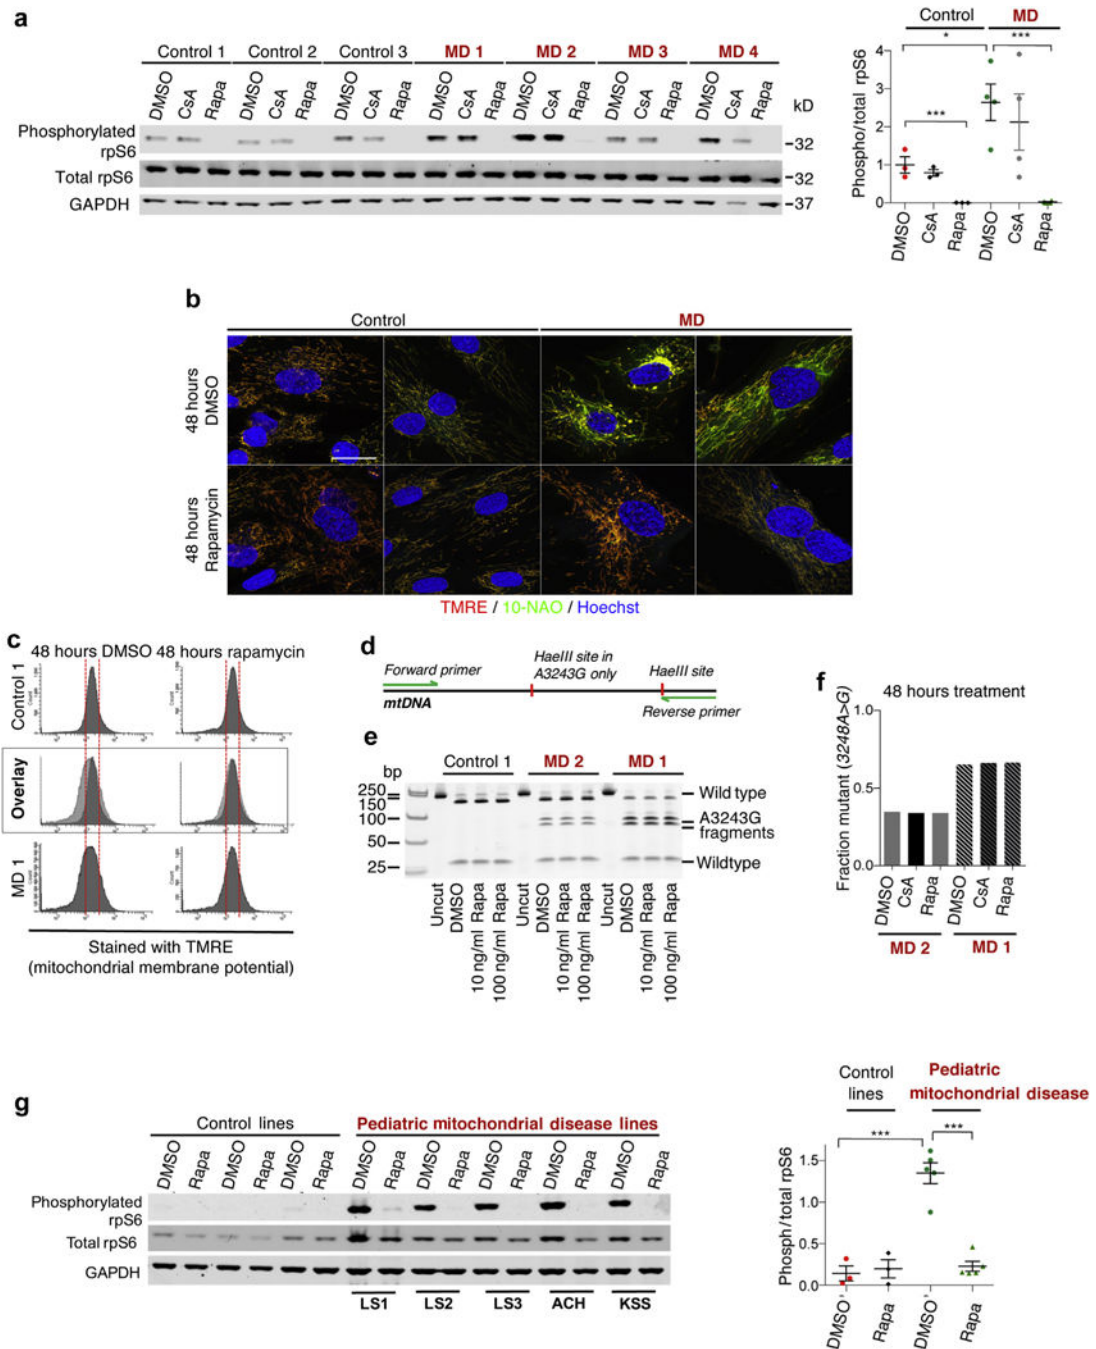 a
Control 1 Control 2 Control 3 MD 1 MD 2 MD 3 MD 4
DMSO CsA Rapa DMSO CsA Rapa DMSO CsA Rapa DMSO CsA Rapa DMSO CsA Rapa DMSO CsA Rapa DMSO CsA Rapa
kD
Phosphorylated
rpS6
-32
Total rpS6
-32
GAPDH
-37
Control MD
* ***
***
Phospho/total rpS6
4
3
2
1
0
DMSO CsA Rapa DMSO CsA Rapa
b
Control MD
48 hours
DMSO
48 hours
Rapamycin
TMRE / 10-NAO / Hoechst
c
48 hours DMSO 48 hours rapamycin
Control 1
Overlay
MD 1
Count
Stained with TMRE
(mitochondrial membrane potential)
d
Forward primer
HaeIII site in
A3243G only
HaeIII site
mtDNA
Reverse primer
e
bp
Control 1 MD 2 MD 1
250
150
100
50
25
Wild type
A3243G
fragments
Wildtype
Uncut DMSO 10 ng/ml Rapa 100 ng/ml Rapa Uncut DMSO 10 ng/ml Rapa 100 ng/ml Rapa Uncut DMSO 10 ng/ml Rapa 100 ng/ml Rapa
f
48 hours treatment
Fraction mutant (3248A>G)
1.0
0.5
0
DMSO CsA Rapa DMSO CsA Rapa
MD 2 MD 1
g
Control lines Pediatric mitochondrial disease lines
DMSO Rapa DMSO Rapa DMSO Rapa DMSO Rapa DMSO Rapa DMSO Rapa DMSO Rapa DMSO Rapa
Phosphorylated
rpS6
Total rpS6
GAPDH
LS1 LS2 LS3 ACH KSS
Control
lines
Pediatric
mitochondrial disease
*** ***
Phosph/total rpS6
1.5
1.0
0.5
0.0
DMSO Rapa DMSO Rapa